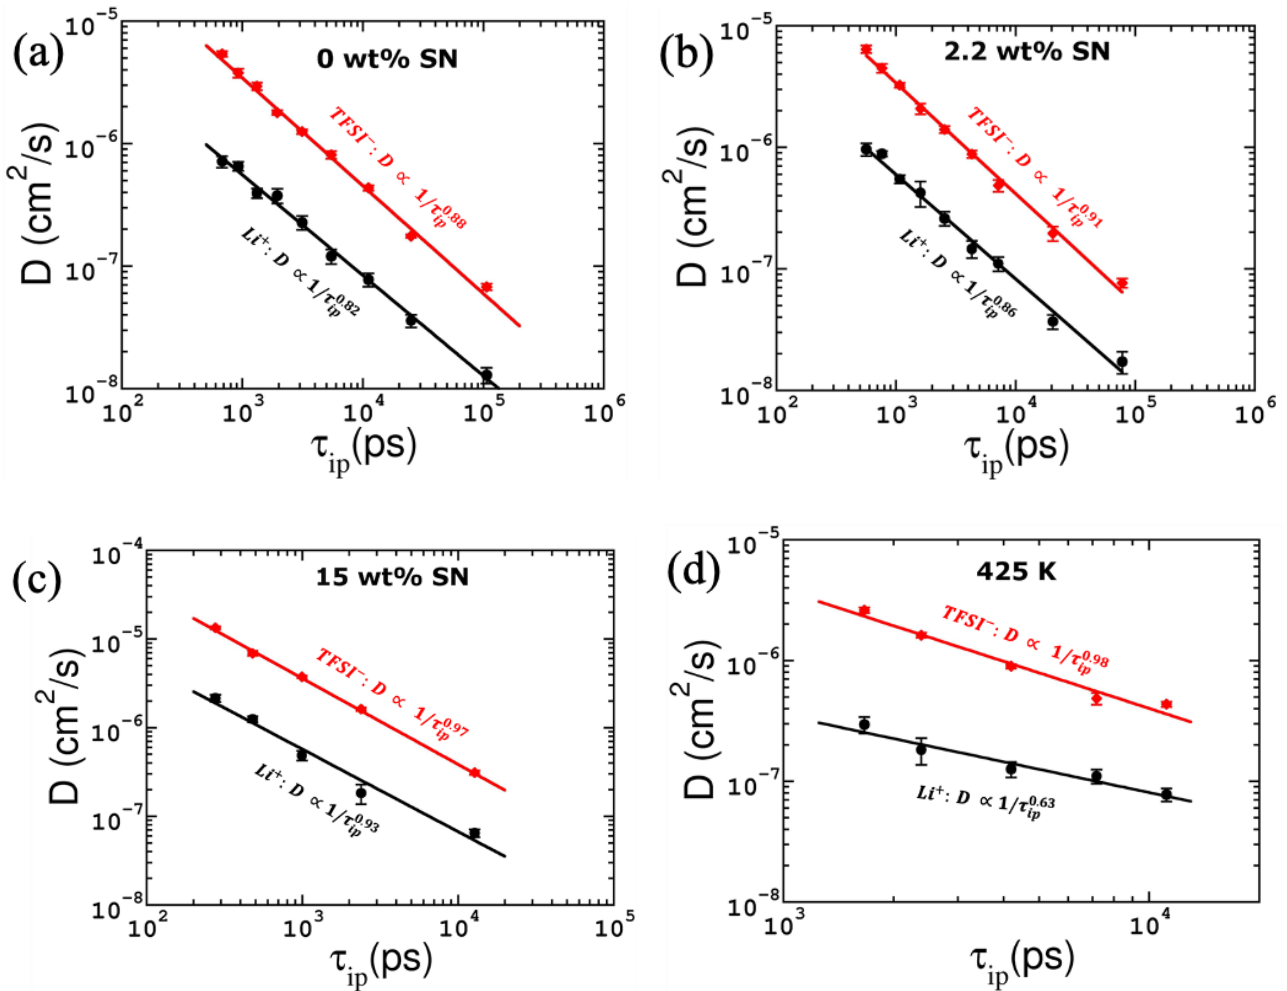 (a)
0 wt% SN
D (cm²/s)
10⁻⁵
10⁻⁶
10⁻⁷
10⁻⁸
TFSI⁻: D ∝ 1/τ_ip^0.88
Li⁺: D ∝ 1/τ_ip^0.82
10² 10³ 10⁴ 10⁵ 10⁶
τ_ip(ps)
(b)
2.2 wt% SN
D (cm²/s)
10⁻⁵
10⁻⁶
10⁻⁷
10⁻⁸
TFSI⁻: D ∝ 1/τ_ip^0.91
Li⁺: D ∝ 1/τ_ip^0.86
10² 10³ 10⁴ 10⁵ 10⁶
τ_ip(ps)
(c)
15 wt% SN
D (cm²/s)
10⁻⁴
10⁻⁵
10⁻⁶
10⁻⁷
10⁻⁸
TFSI⁻: D ∝ 1/τ_ip^0.97
Li⁺: D ∝ 1/τ_ip^0.93
10² 10³ 10⁴ 10⁵
τ_ip(ps)
(d)
425 K
D (cm²/s)
10⁻⁵
10⁻⁶
10⁻⁷
10⁻⁸
TFSI⁻: D ∝ 1/τ_ip^0.98
Li⁺: D ∝ 1/τ_ip^0.63
10³ 10⁴
τ_ip(ps)